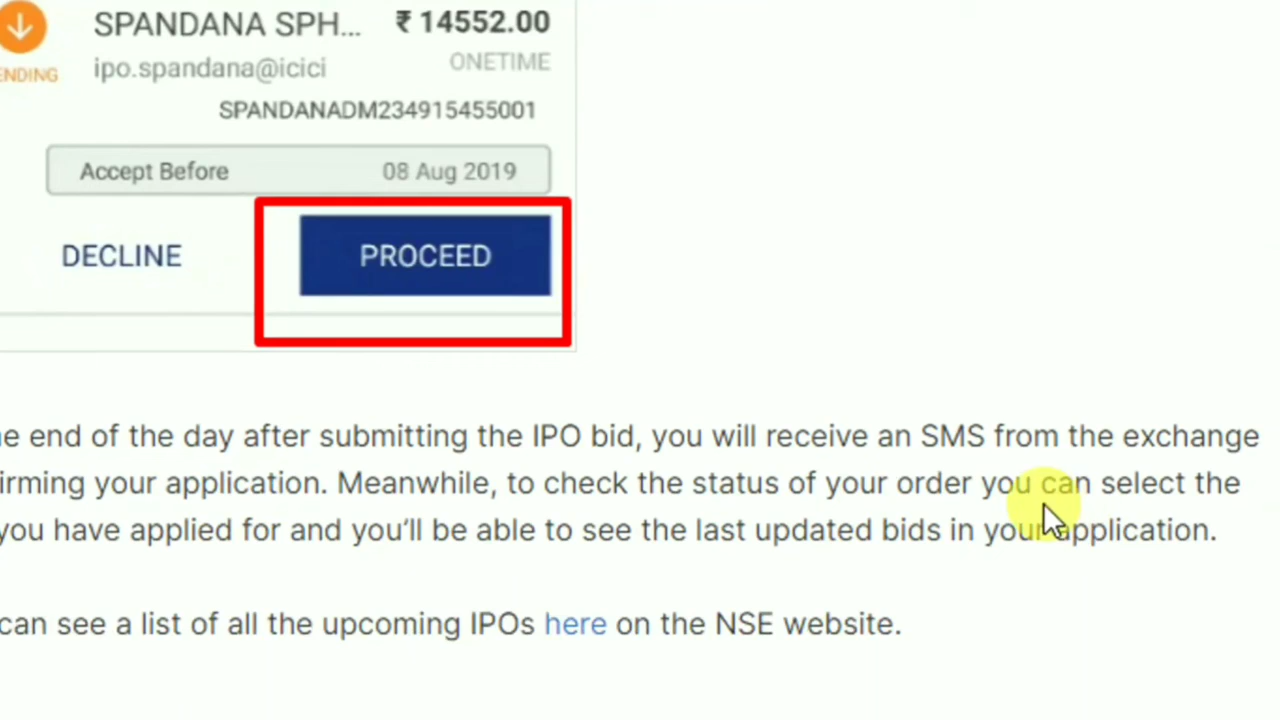 SPANDANA SPH... ₹ 14552.00
ENDING ipo.spandana@icici ONETIME
SPANDANADM234915455001
Accept Before 08 Aug 2019
DECLINE PROCEED
e end of the day after submitting the IPO bid, you will receive an SMS from the exchange
irming your application. Meanwhile, to check the status of your order you can select the
you have applied for and you'll be able to see the last updated bids in your application.
can see a list of all the upcoming IPOs here on the NSE website.